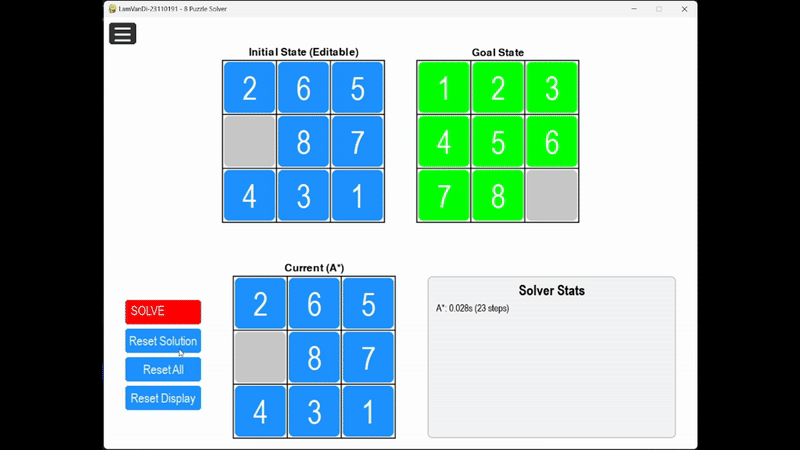 LamVanDi-23110191 - 8 Puzzle Solver
Initial State (Editable)
Goal State
2 6 5
8 7
4 3 1
1 2 3
4 5 6
7 8
Current (A*)
2 6 5
8 7
4 3 1
SOLVE
Reset Solution
Reset All
Reset Display
Solver Stats
A*: 0.028s (23 steps)